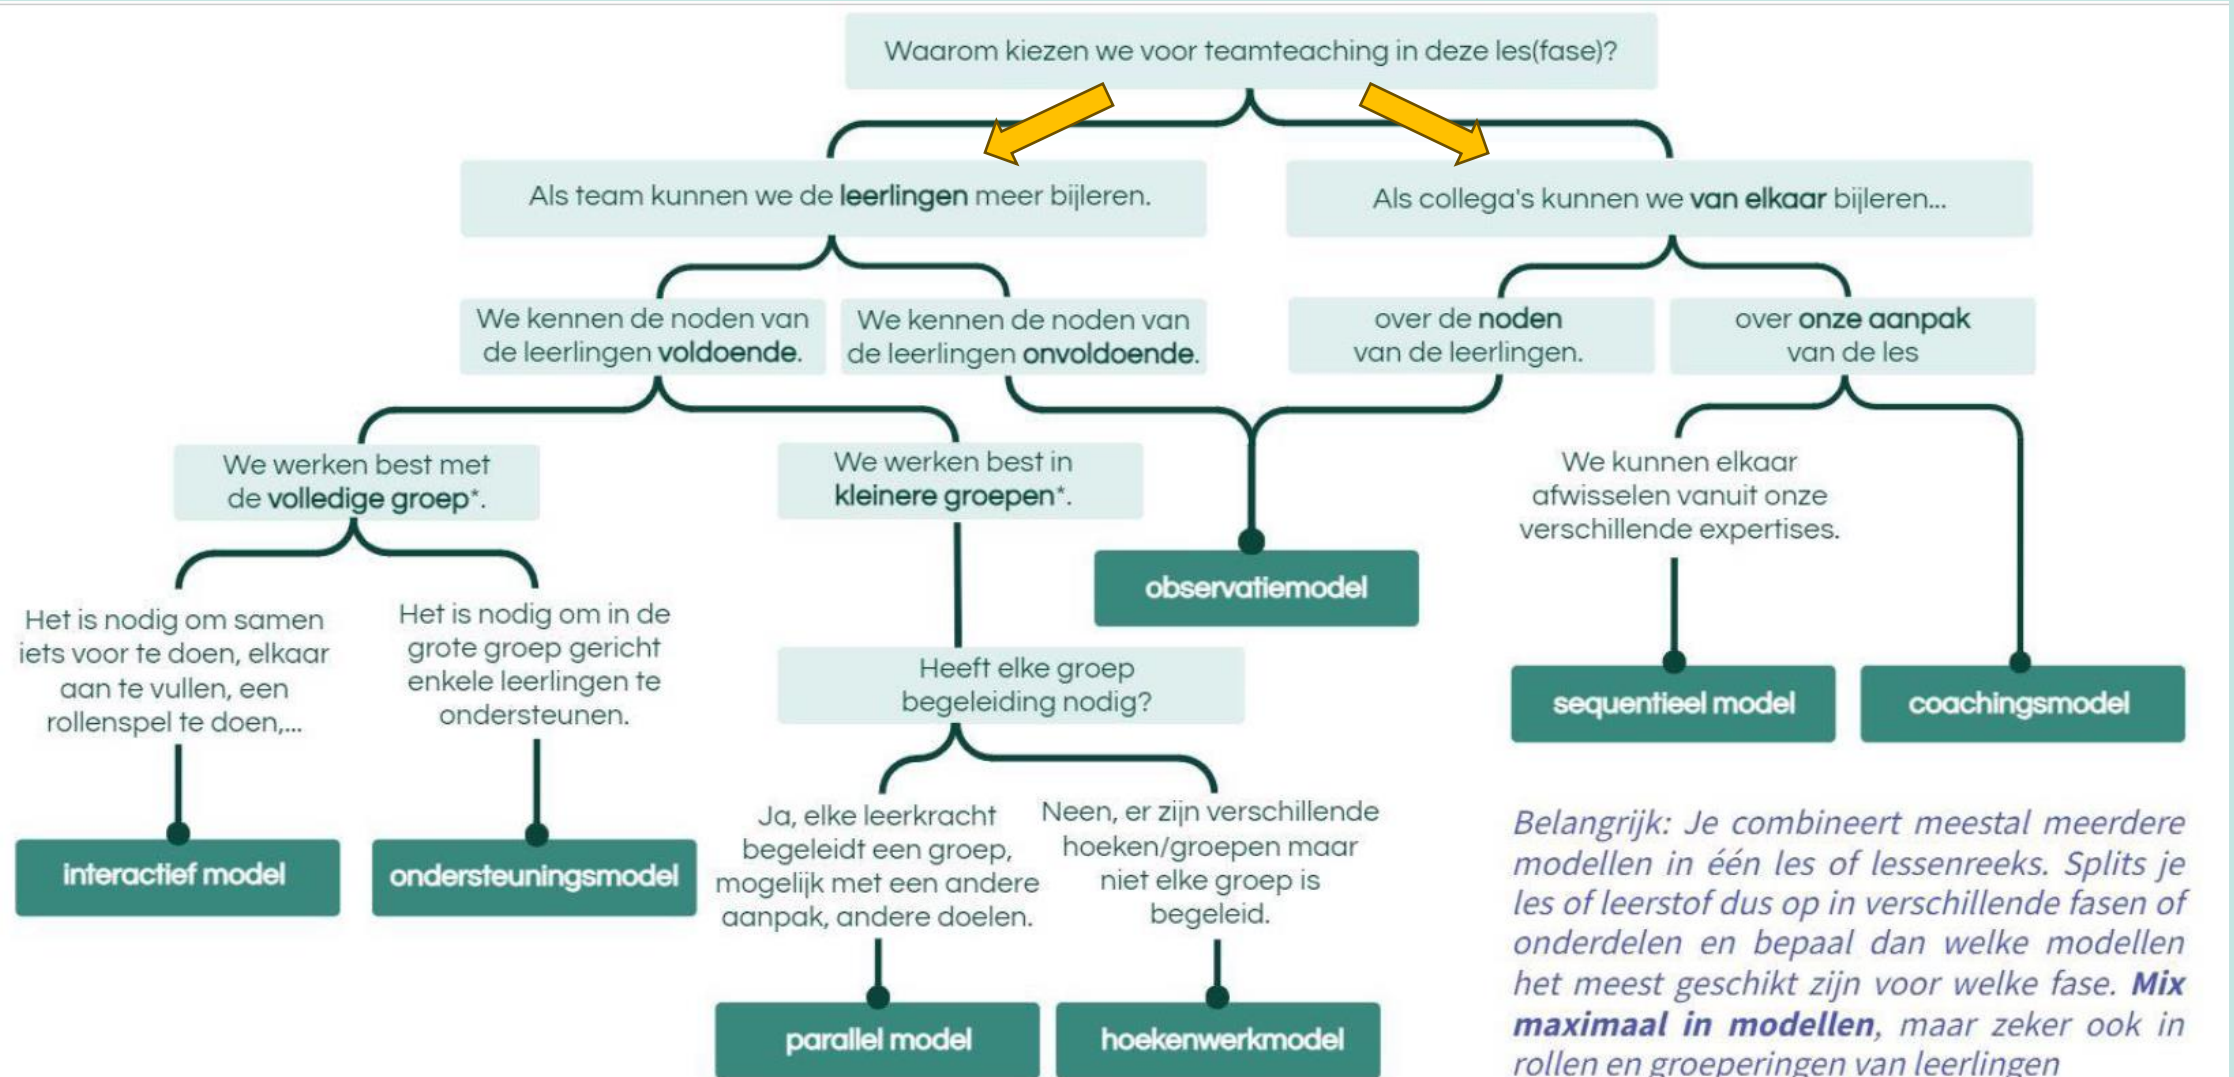 Waarom kiezen we voor teamteaching in deze les(fase)?
Als team kunnen we de leerlingen meer bijleren.
Als collega's kunnen we van elkaar bijleren...
We kennen de noden van
de leerlingen voldoende.
We kennen de noden van
de leerlingen onvoldoende.
over de noden
van de leerlingen.
over onze aanpak
van de les
We werken best met
de volledige groep*.
We werken best in
kleinere groepen*.
We kunnen elkaar
afwisselen vanuit onze
verschillende expertises.
observatiemodel
Het is nodig om samen
iets voor te doen, elkaar
aan te vullen, een
rollenspel te doen,...
Het is nodig om in de
grote groep gericht
enkele leerlingen te
ondersteunen.
Heeft elke groep
begeleiding nodig?
sequentieel model
coachingsmodel
Ja, elke leerkracht
begeleidt een groep,
mogelijk met een andere
aanpak, andere doelen.
Neen, er zijn verschillende
hoeken/groepen maar
niet elke groep is
begeleid.
interactief model
ondersteuningsmodel
parallel model
hoekenwerkmodel
Belangrijk: Je combineert meestal meerdere
modellen in één les of lessenreeks. Splits je
les of leerstof dus op in verschillende fasen of
onderdelen en bepaal dan welke modellen
het meest geschikt zijn voor welke fase. Mix
maximaal in modellen, maar zeker ook in
rollen en groeperingen van leerlingen